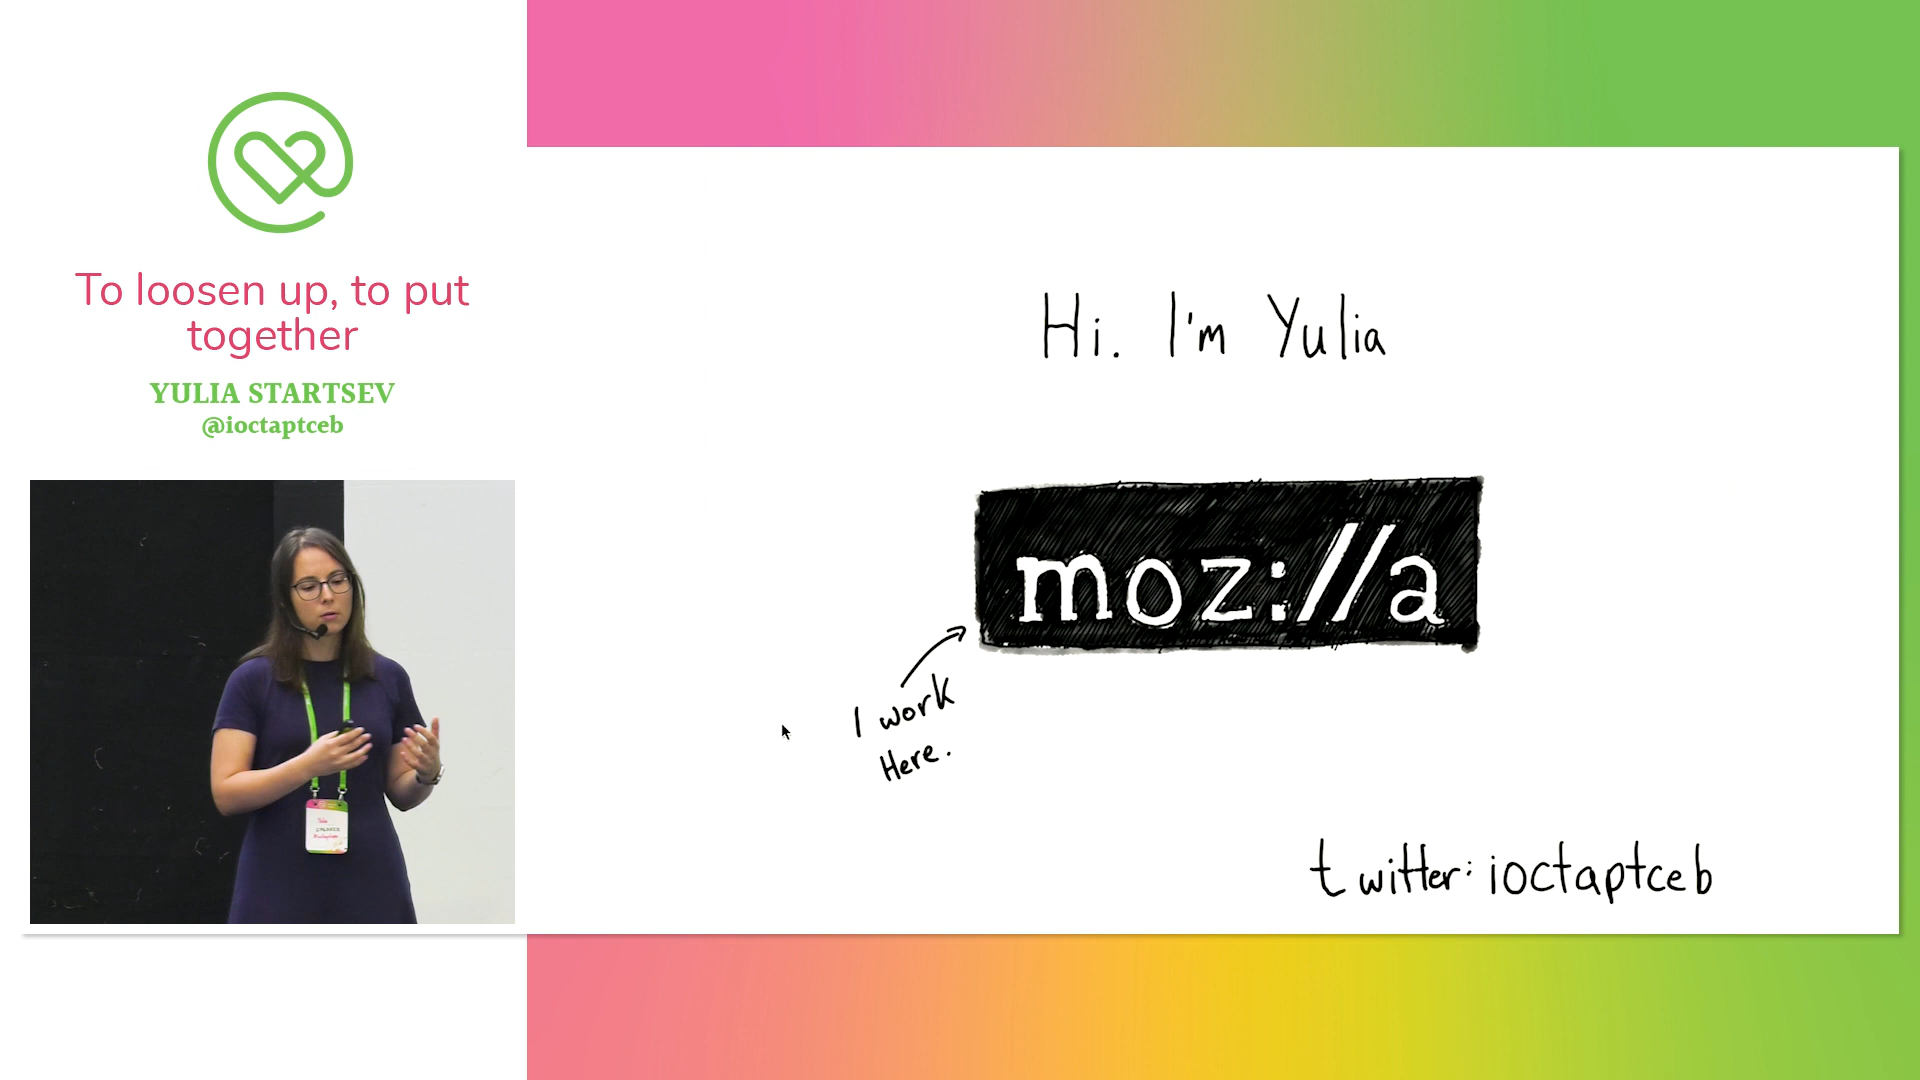 To loosen up, to put
together
YULIA STARTSEV
@ioctaptceb
Hi. I'm Yulia
moz://a
I work
Here.
twitter: ioctaptceb